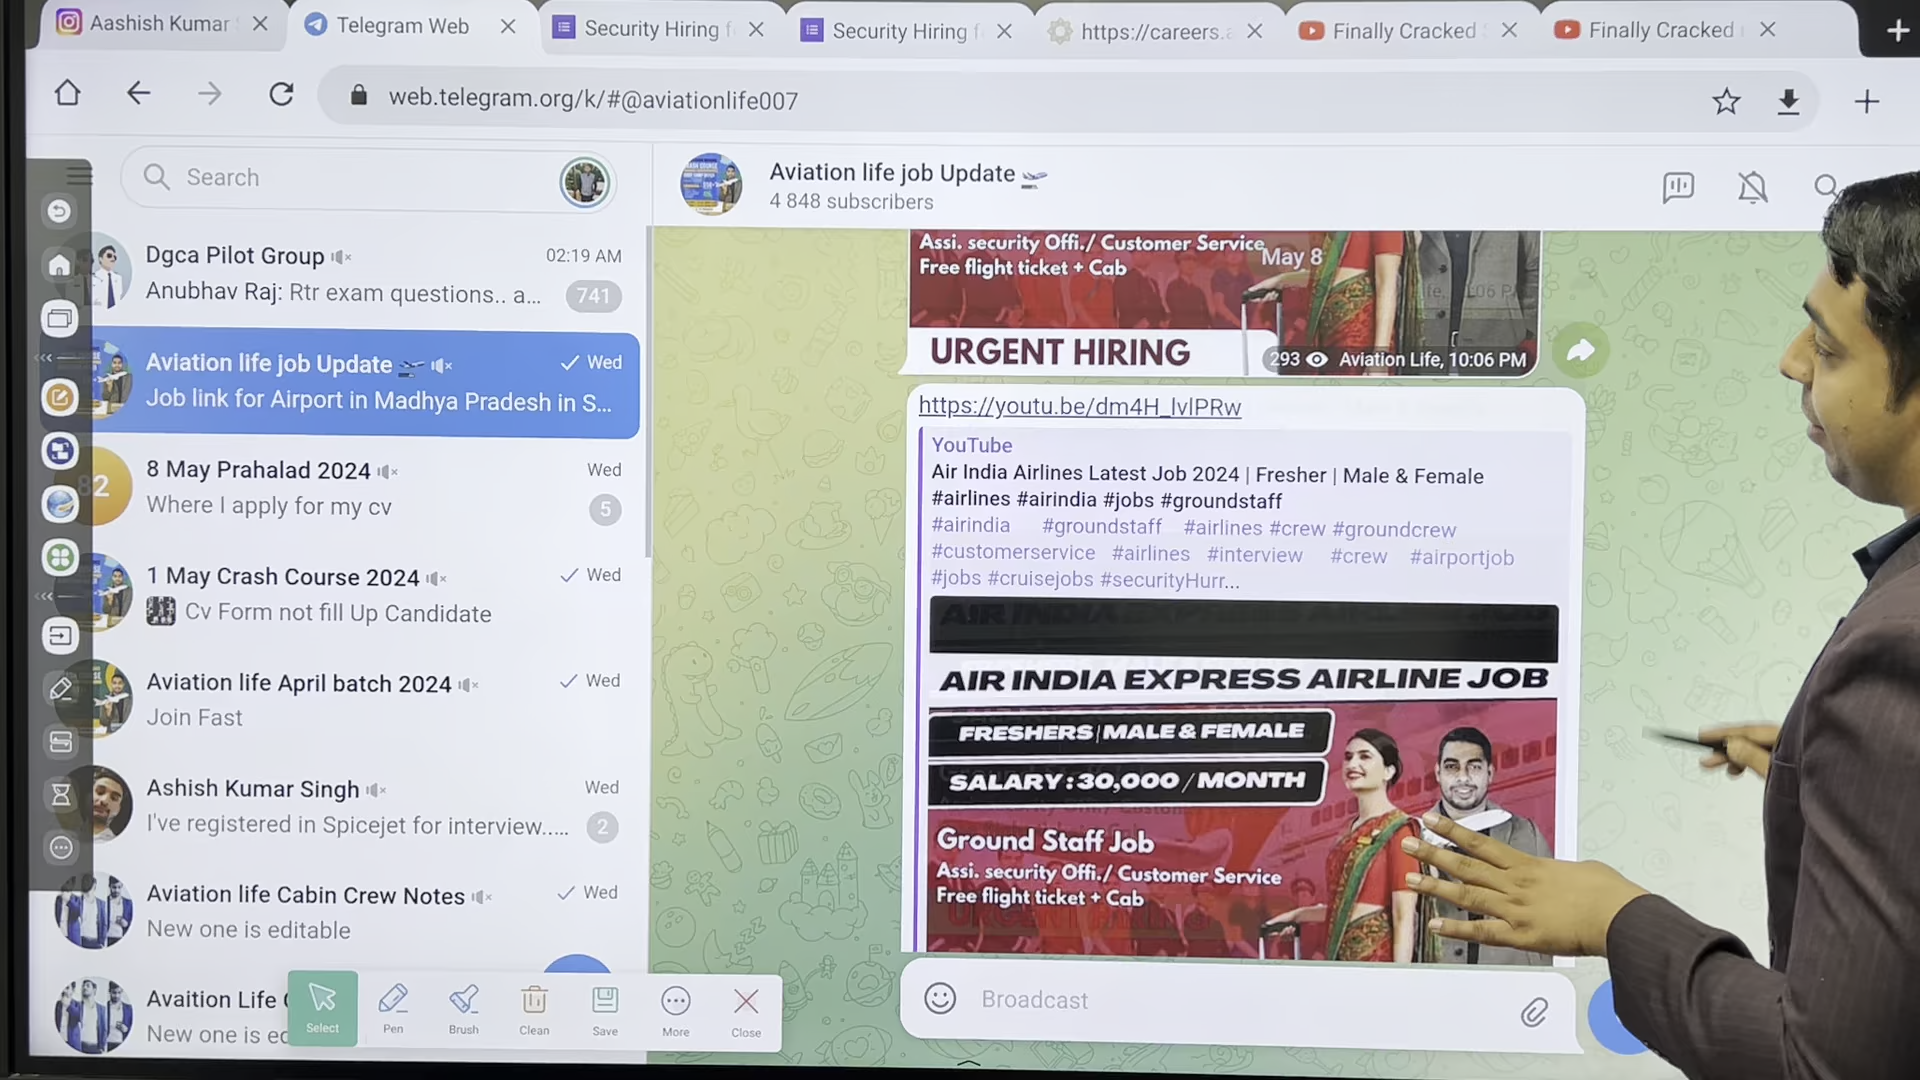 Aashish Kumar
Telegram Web
Security Hiring f
Security Hiring f
https://careers.a
Finally Cracked
Finally Cracked
web.telegram.org/k/#@aviationlife007
Search
Dgca Pilot Group
02:19 AM
Anubhav Raj: Rtr exam questions.. a...
741
Aviation life job Update
Wed
Job link for Airport in Madhya Pradesh in S...
82
8 May Prahalad 2024
Wed
Where I apply for my cv
5
1 May Crash Course 2024
Wed
Cv Form not fill Up Candidate
Aviation life April batch 2024
Wed
Join Fast
Ashish Kumar Singh
Wed
I've registered in Spicejet for interview.....
2
Aviation life Cabin Crew Notes
Wed
New one is editable
Avaition Life
New one is ed
Select
Pen
Brush
Clean
Save
More
Close
Aviation life job Update
4 848 subscribers
Assi. security Offi./ Customer Service
Free flight ticket + Cab
May 8
URGENT HIRING
293 Aviation Life, 10:06 PM
https://youtu.be/dm4H_lvlPRw
YouTube
Air India Airlines Latest Job 2024 | Fresher | Male & Female
#airlines #airindia #jobs #groundstaff
#airindia #groundstaff #airlines #crew #groundcrew
#customerservice #airlines #interview #crew #airportjob
#jobs #cruisejobs #securityHurr...
AIR INDIA EXPRESS AIRLINE JOB
FRESHERS|MALE & FEMALE
SALARY:30,000/MONTH
Ground Staff Job
Assi. security Offi./ Customer Service
Free flight ticket + Cab
Broadcast